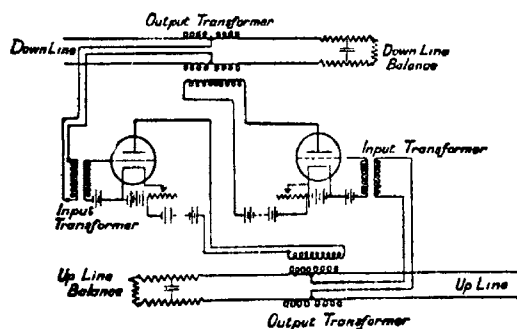 Output Transformer
Down Line
Down Line
Balance
Input Transformer
Input
Transformer
Up Line
Balance
Up Line
Output Transformer